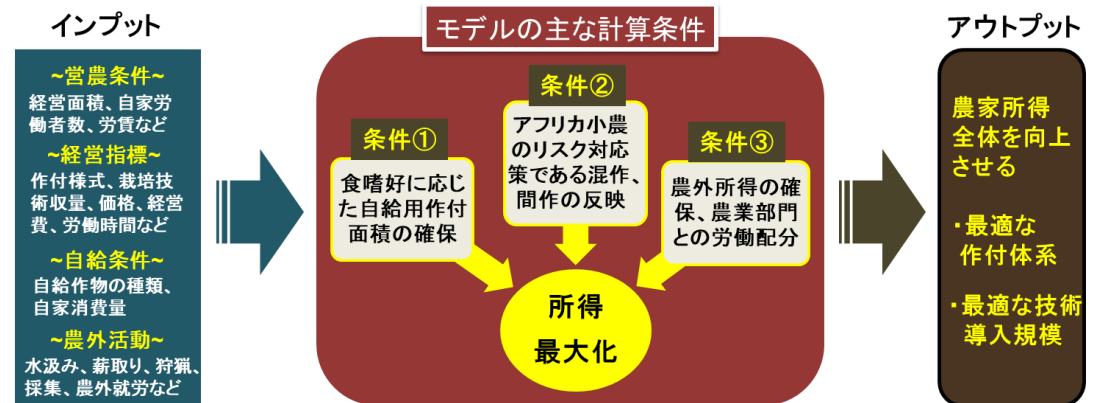 インプット
~営農条件~
経営面積、自家労
働者数、労賃など
~経営指標~
作付様式、栽培技
術収量、価格、経営
費、労働時間など
~自給条件~
自給作物の種類、
自家消費量
~農外活動~
水汲み、薪取り、狩猟、
採集、農外就労など
モデルの主な計算条件
条件①
食嗜好に応じ
た自給用作付
面積の確保
条件②
アフリカ小農
のリスク対応
策である混作、
間作の反映
条件③
農外所得の確
保、農業部門
との労働配分
所得
最大化
アウトプット
農家所得
全体を向上
させる
・最適な
作付体系
・最適な技術
導入規模